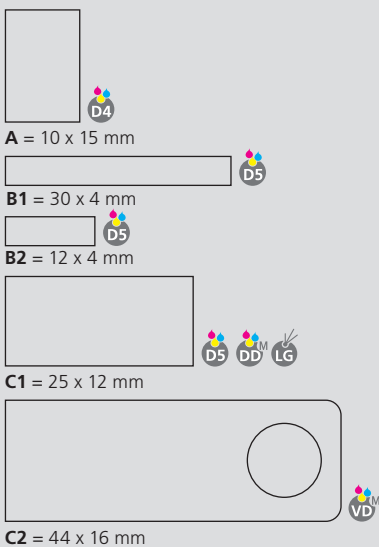 D4
A = 10 x 15 mm
D5
B1 = 30 x 4 mm
D5
B2 = 12 x 4 mm
D5 DD M LG
C1 = 25 x 12 mm
VD M
C2 = 44 x 16 mm